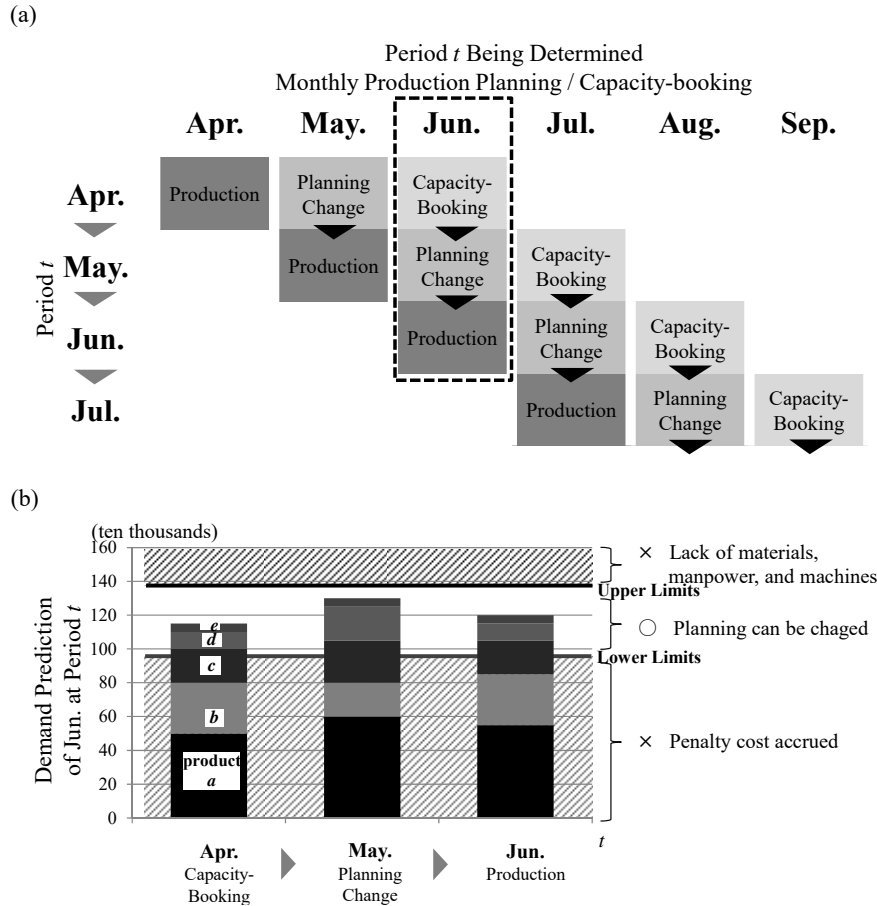 (a)
Period t Being Determined
Monthly Production Planning / Capacity-booking
Apr. May. Jun. Jul. Aug. Sep.
Period t
Apr.
Production
Planning
Change
Capacity-
Booking
May.
Production
Planning
Change
Capacity-
Booking
Jun.
Production
Planning
Change
Capacity-
Booking
Jul.
Production
Planning
Change
Capacity-
Booking
(b)
(ten thousands)
Demand Prediction
of Jun. at Period t
160
140
120
100
80
60
40
20
0
e
d
c
b
product
a
× Lack of materials,
manpower, and machines
Upper Limits
○ Planning can be chaged
Lower Limits
× Penalty cost accrued
t
Apr.
Capacity-
Booking
May.
Planning
Change
Jun.
Production